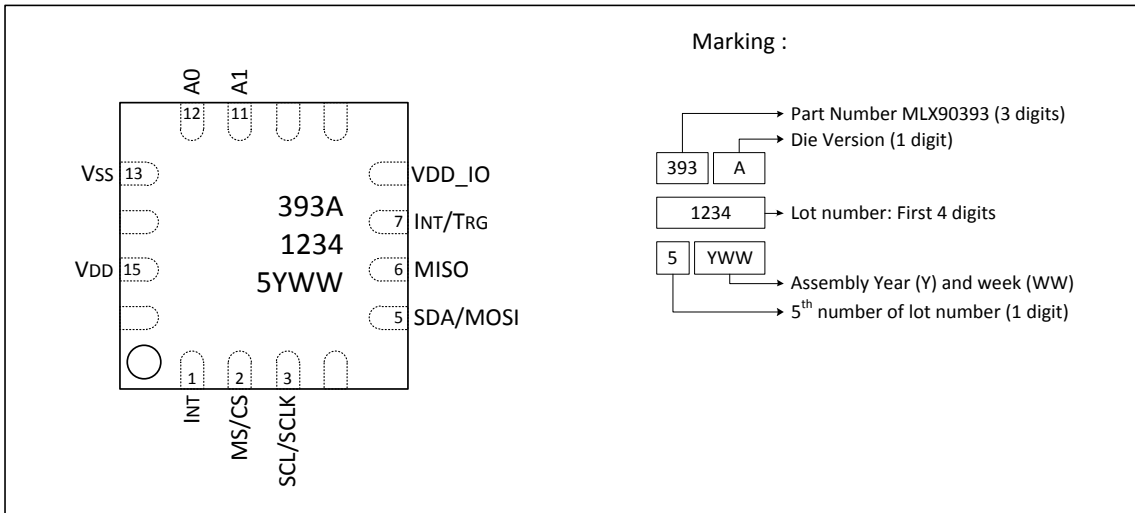 Marking :
A0
A1
12
11
Part Number MLX90393 (3 digits)
Die Version (1 digit)
393
A
VSS
13
VDD_IO
393A
7
INT/TRG
1234
Lot number: First 4 digits
1234
VDD
15
6
MISO
5
YWW
5YWW
Assembly Year (Y) and week (WW)
5
SDA/MOSI
5th number of lot number (1 digit)
1
2
3
INT
MS/CS
SCL/SCLK